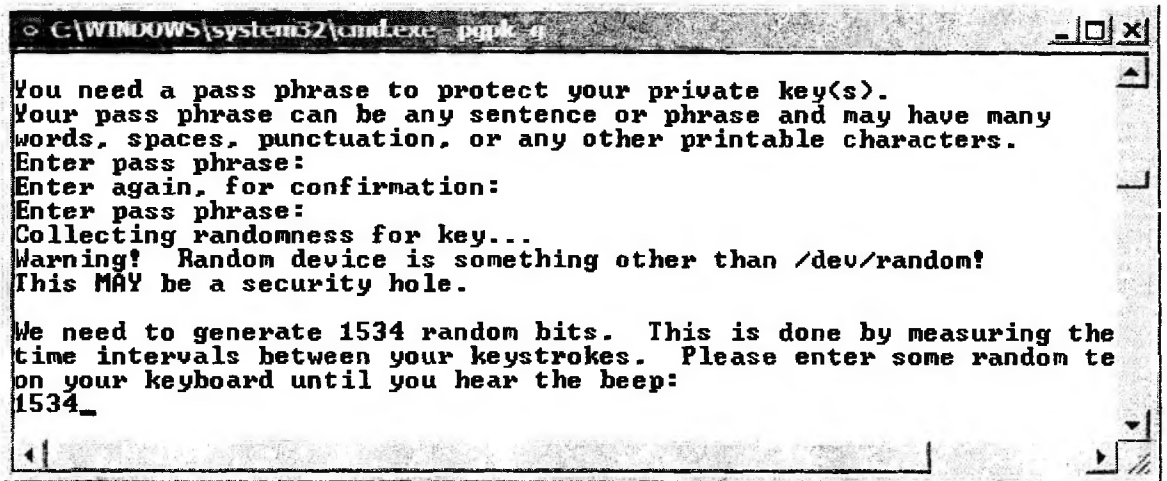 C:\WINDOWS\system32\cmd.exe - pgpk -g
You need a pass phrase to protect your private key(s).
Your pass phrase can be any sentence or phrase and may have many
words, spaces, punctuation, or any other printable characters.
Enter pass phrase:
Enter again, for confirmation:
Enter pass phrase:
Collecting randomness for key...
Warning!  Random device is something other than /dev/random!
This MAY be a security hole.
We need to generate 1534 random bits.  This is done by measuring the
time intervals between your keystrokes.  Please enter some random te
on your keyboard until you hear the beep:
1534_